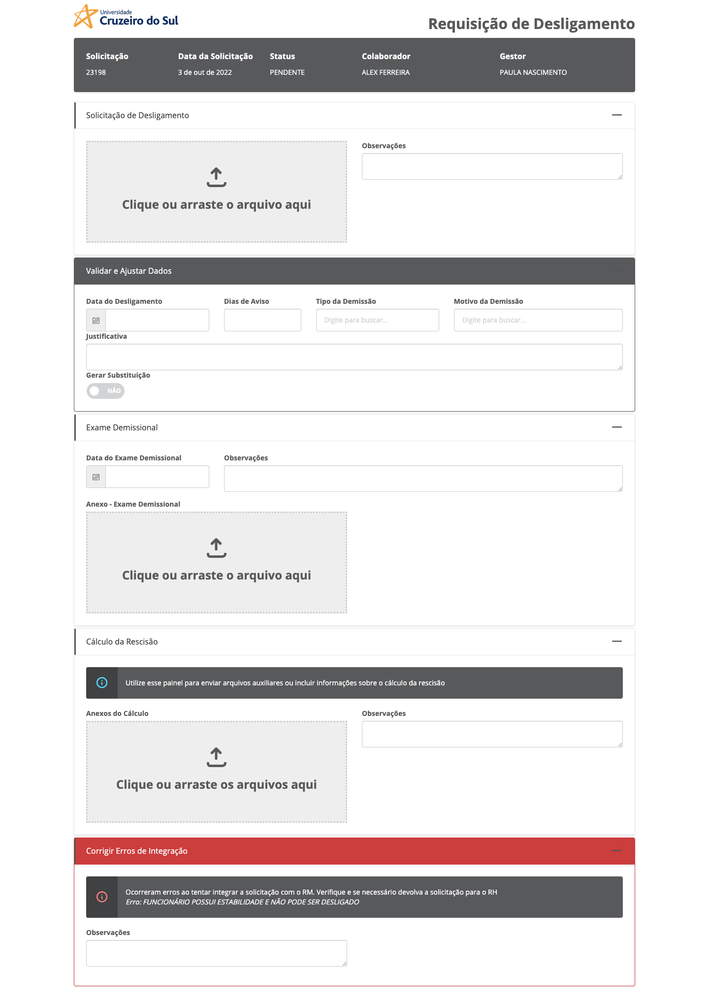 Universidade
Cruzeiro do Sul
Requisição de Desligamento
Solicitação Data da Solicitação Status Colaborador Gestor
23198 3 de out de 2022 PENDENTE ALEX FERREIRA PAULA NASCIMENTO
Solicitação de Desligamento
Observações
Clique ou arraste o arquivo aqui
Validar e Ajustar Dados
Data do Desligamento Dias de Aviso Tipo da Demissão Motivo da Demissão
Digite para buscar... Digite para buscar...
Justificativa
Gerar Substituição
NÃO
Exame Demissional
Data do Exame Demissional Observações
Anexo - Exame Demissional
Clique ou arraste o arquivo aqui
Cálculo da Rescisão
Utilize esse painel para enviar arquivos auxiliares ou incluir informações sobre o cálculo da rescisão
Anexos do Cálculo Observações
Clique ou arraste os arquivos aqui
Corrigir Erros de Integração
Ocorreram erros ao tentar integrar a solicitação com o RM. Verifique e se necessário devolva a solicitação para o RH
Erro: FUNCIONÁRIO POSSUI ESTABILIDADE E NÃO PODE SER DESLIGADO
Observações